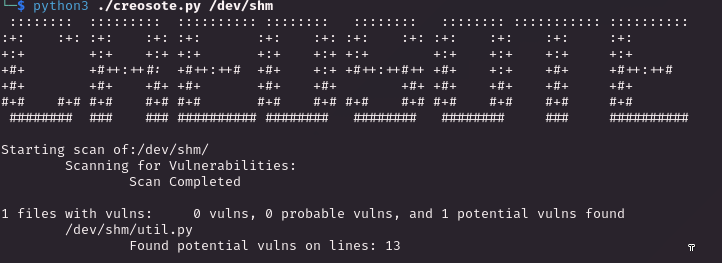 $ python3 ./creosote.py /dev/shm
CREOSOTE
Starting scan of:/dev/shm/
Scanning for Vulnerabilities:
Scan Completed
1 files with vulns: 0 vulns, 0 probable vulns, and 1 potential vulns found
/dev/shm/util.py
Found potential vulns on lines: 13